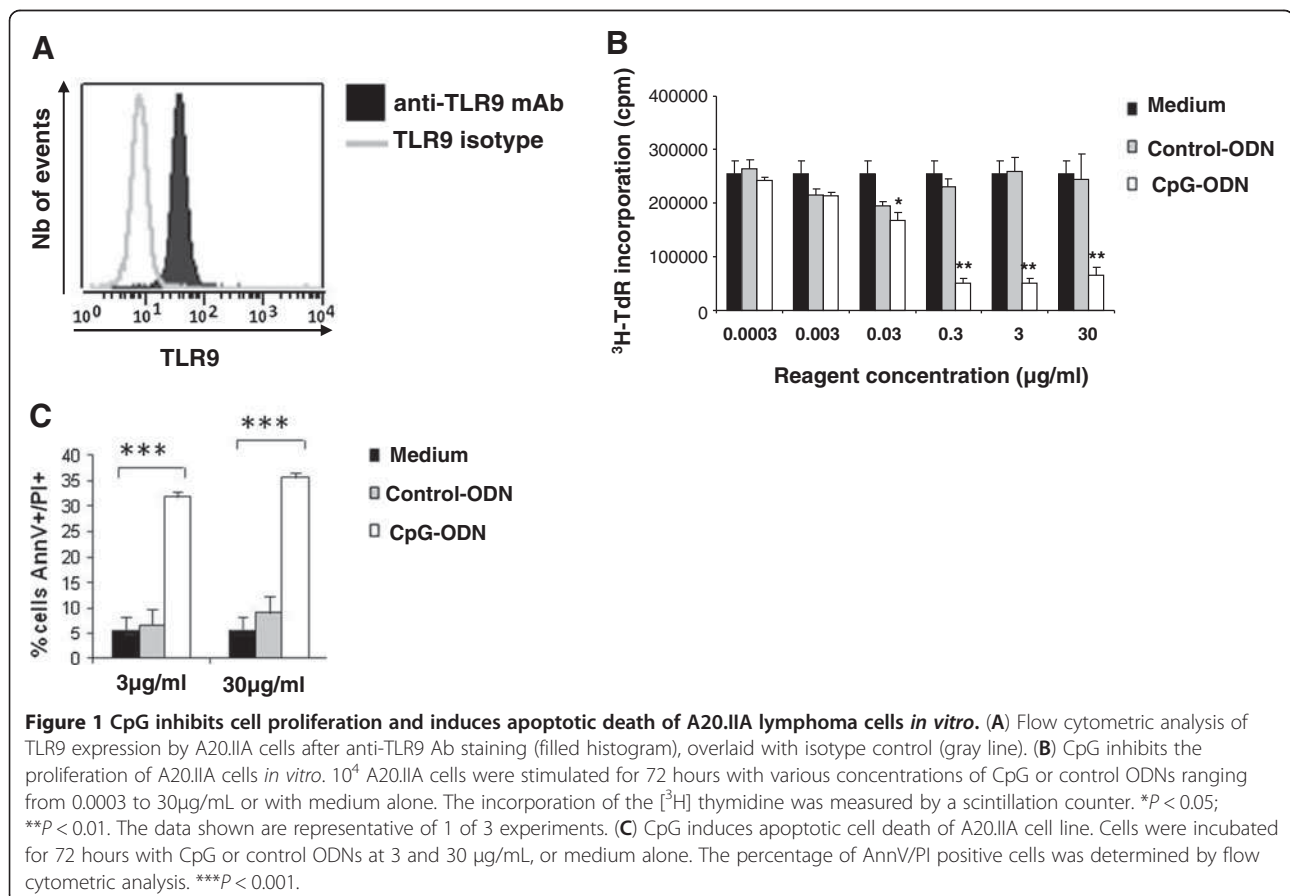 A
Nb of events
anti-TLR9 mAb
TLR9 isotype
10⁰ 10¹ 10² 10³ 10⁴
TLR9
B
³H-TdR incorporation (cpm)
400000
300000
200000
100000
0
*
**
**
**
0.0003 0.003 0.03 0.3 3 30
Reagent concentration (µg/ml)
Medium
Control-ODN
CpG-ODN
C
% cells AnnV+/PI+
40
35
30
25
20
15
10
5
0
*** ***
3µg/ml 30µg/ml
Medium
Control-ODN
CpG-ODN
Figure 1 CpG inhibits cell proliferation and induces apoptotic death of A20.IIA lymphoma cells in vitro. (A) Flow cytometric analysis of
TLR9 expression by A20.IIA cells after anti-TLR9 Ab staining (filled histogram), overlaid with isotype control (gray line). (B) CpG inhibits the
proliferation of A20.IIA cells in vitro. 10⁴ A20.IIA cells were stimulated for 72 hours with various concentrations of CpG or control ODNs ranging
from 0.0003 to 30µg/mL or with medium alone. The incorporation of the [³H] thymidine was measured by a scintillation counter. *P < 0.05;
**P < 0.01. The data shown are representative of 1 of 3 experiments. (C) CpG induces apoptotic cell death of A20.IIA cell line. Cells were incubated
for 72 hours with CpG or control ODNs at 3 and 30 µg/mL, or medium alone. The percentage of AnnV/PI positive cells was determined by flow
cytometric analysis. ***P < 0.001.